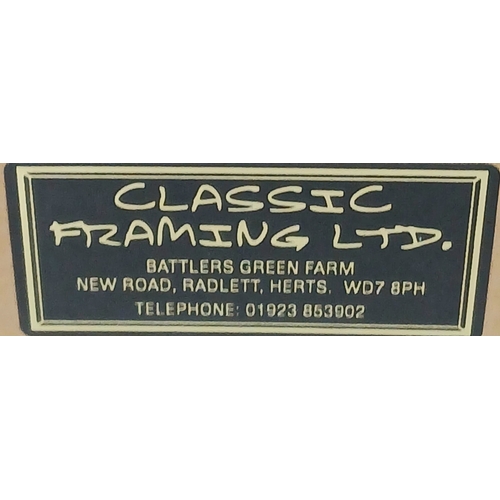 CLASSIC
FRAMING LTD.
BATTLERS GREEN FARM
NEW ROAD, RADLETT, HERTS. WD7 8PH
TELEPHONE: 01923 853902